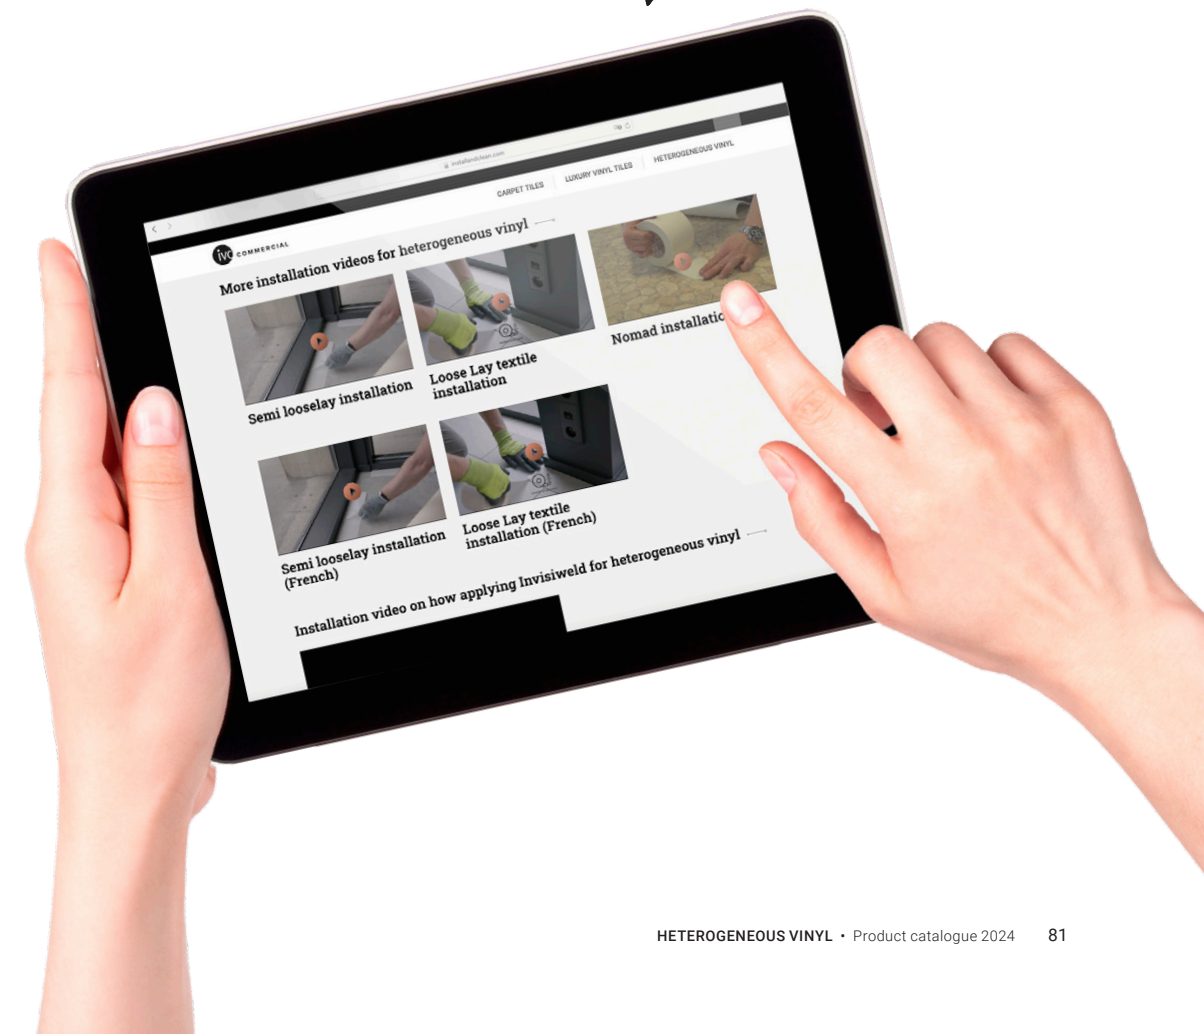 installandclean.com
CARPET TILES
LUXURY VINYL TILES
HETEROGENEOUS VINYL
ivc COMMERCIAL
More installation videos for heterogeneous vinyl
Semi looselay installation
Loose Lay textile
installation
Nomad installatio
Semi looselay installation
(French)
Loose Lay textile
installation (French)
Installation video on how applying Invisiweld for heterogeneous vinyl
HETEROGENEOUS VINYL • Product catalogue 2024 81